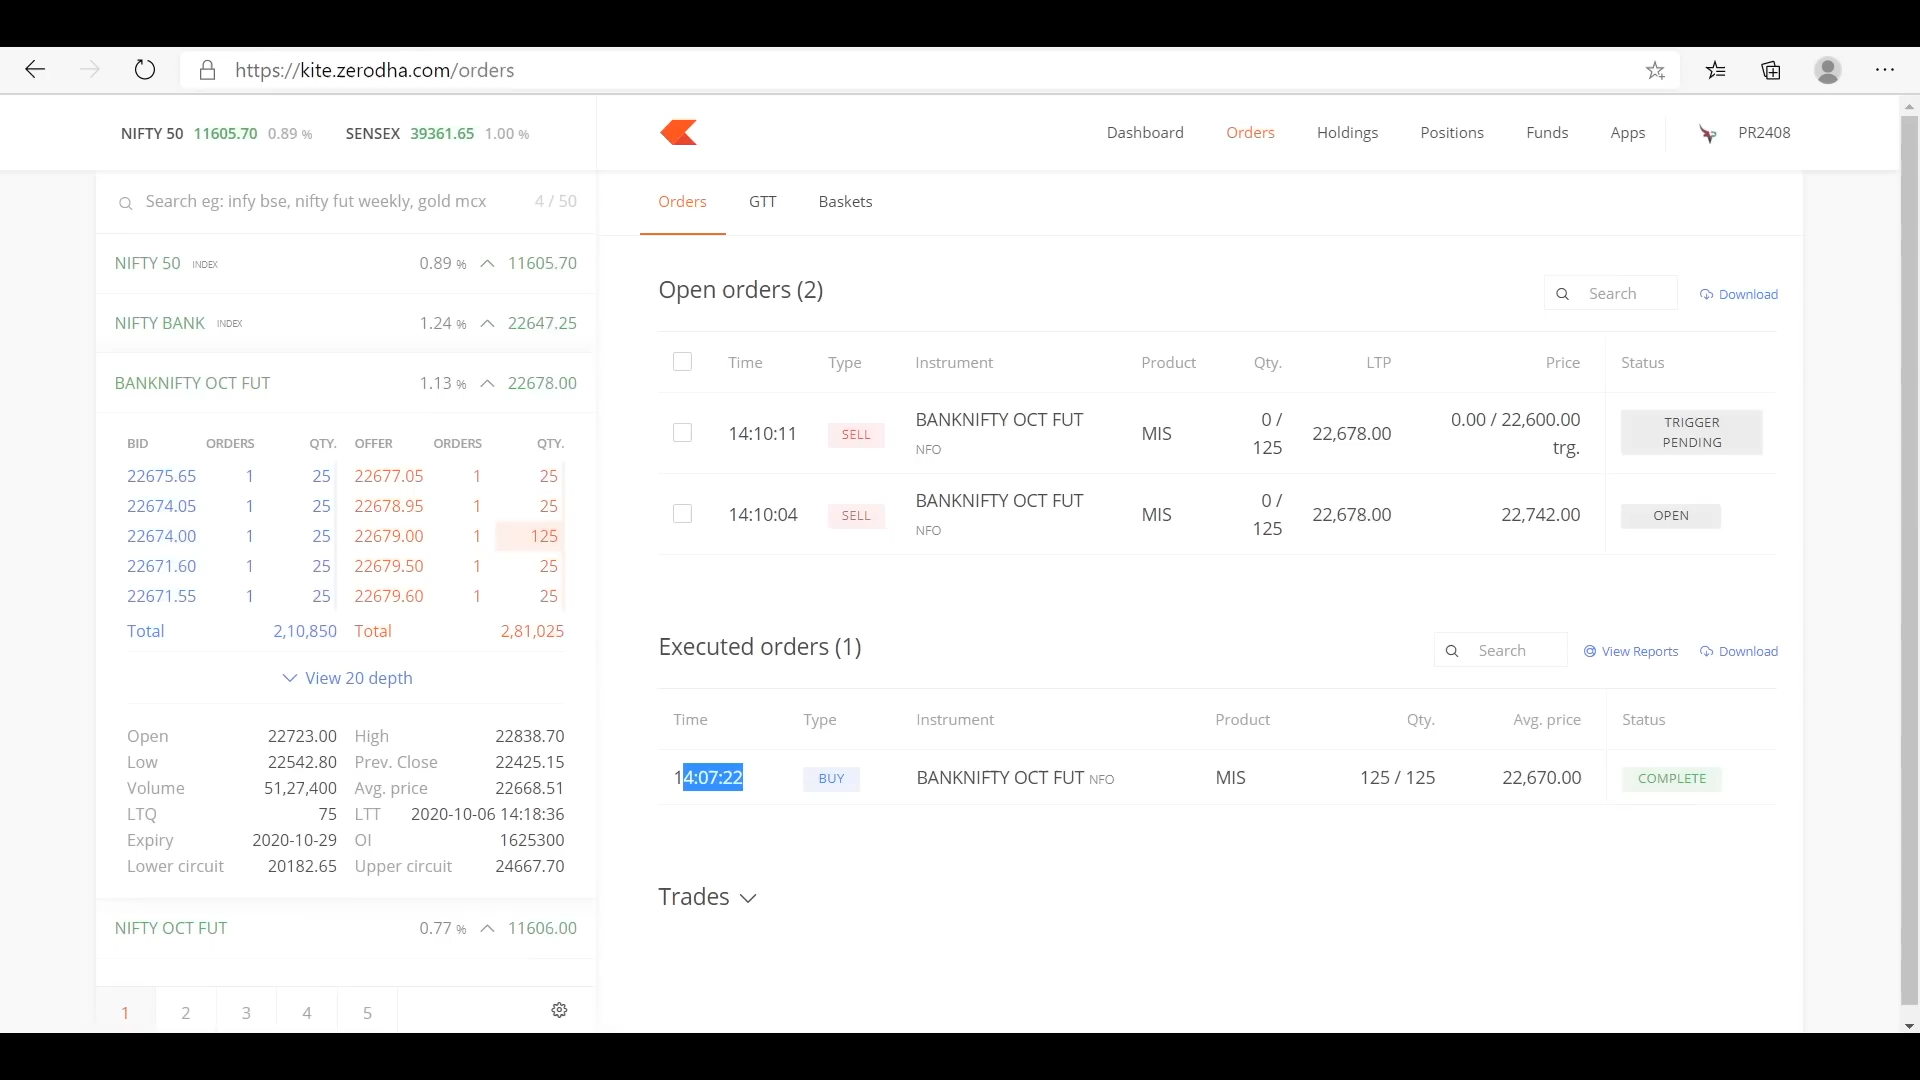 https://kite.zerodha.com/orders
NIFTY 50 11605.70 0.89 % SENSEX 39361.65 1.00 %
Dashboard Orders Holdings Positions Funds Apps PR2408
Search eg: infy bse, nifty fut weekly, gold mcx 4 / 50
NIFTY 50 INDEX 0.89 % 11605.70
NIFTY BANK INDEX 1.24 % 22647.25
BANKNIFTY OCT FUT 1.13 % 22678.00
BID ORDERS QTY. OFFER ORDERS QTY.
22675.65 1 25 22677.05 1 25
22674.05 1 25 22678.95 1 25
22674.00 1 25 22679.00 1 125
22671.60 1 25 22679.50 1 25
22671.55 1 25 22679.60 1 25
Total 2,10,850 Total 2,81,025
View 20 depth
Open 22723.00 High 22838.70
Low 22542.80 Prev. Close 22425.15
Volume 51,27,400 Avg. price 22668.51
LTQ 75 LTT 2020-10-06 14:18:36
Expiry 2020-10-29 OI 1625300
Lower circuit 20182.65 Upper circuit 24667.70
NIFTY OCT FUT 0.77 % 11606.00
1 2 3 4 5
Orders GTT Baskets
Open orders (2) Search Download
Time Type Instrument Product Qty. LTP Price Status
14:10:11 SELL BANKNIFTY OCT FUT NFO MIS 0 / 125 22,678.00 0.00 / 22,600.00 trg. TRIGGER PENDING
14:10:04 SELL BANKNIFTY OCT FUT NFO MIS 0 / 125 22,678.00 22,742.00 OPEN
Executed orders (1) Search View Reports Download
Time Type Instrument Product Qty. Avg. price Status
14:07:22 BUY BANKNIFTY OCT FUT NFO MIS 125 / 125 22,670.00 COMPLETE
Trades